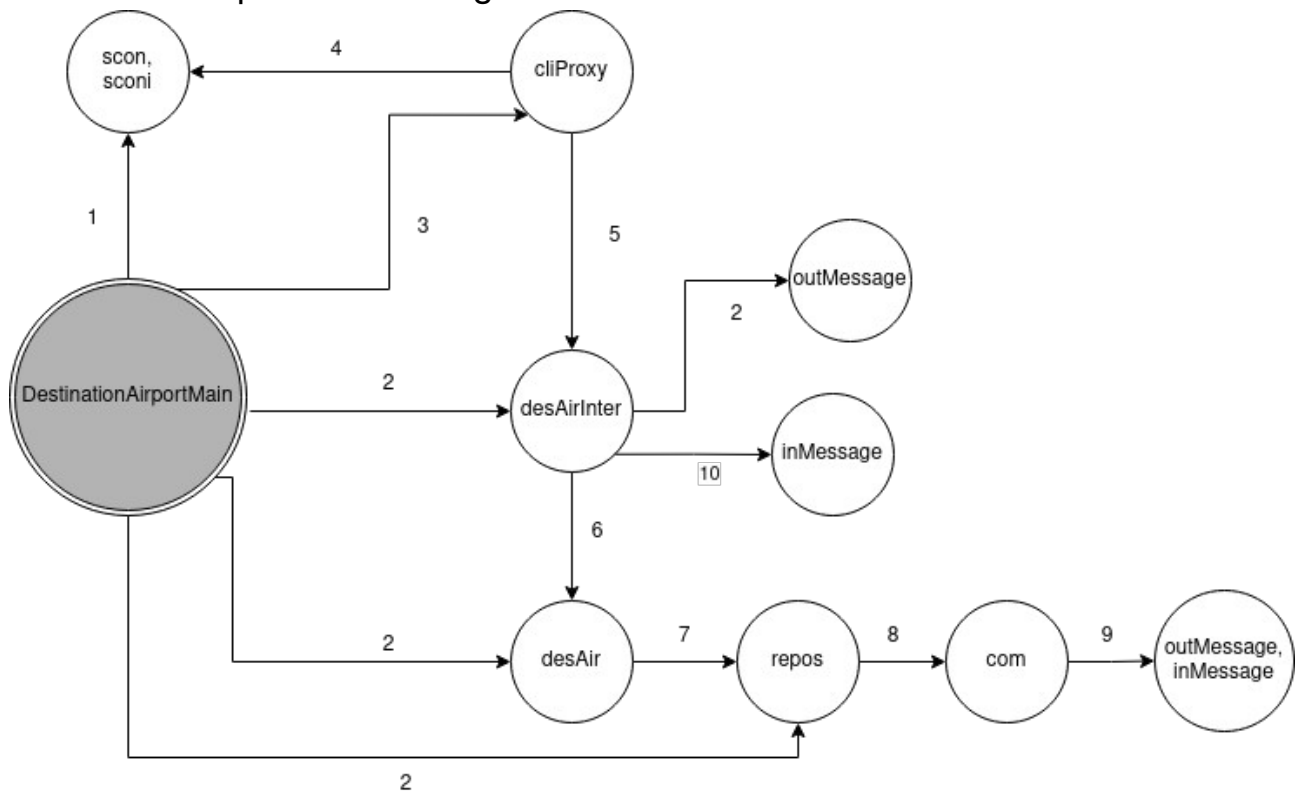 scon,
sconi
4
cliProxy
1
3
5
outMessage
2
DestinationAirportMain
2
desAirInter
inMessage
10
6
2
desAir
7
repos
8
com
9
outMessage,
inMessage
2